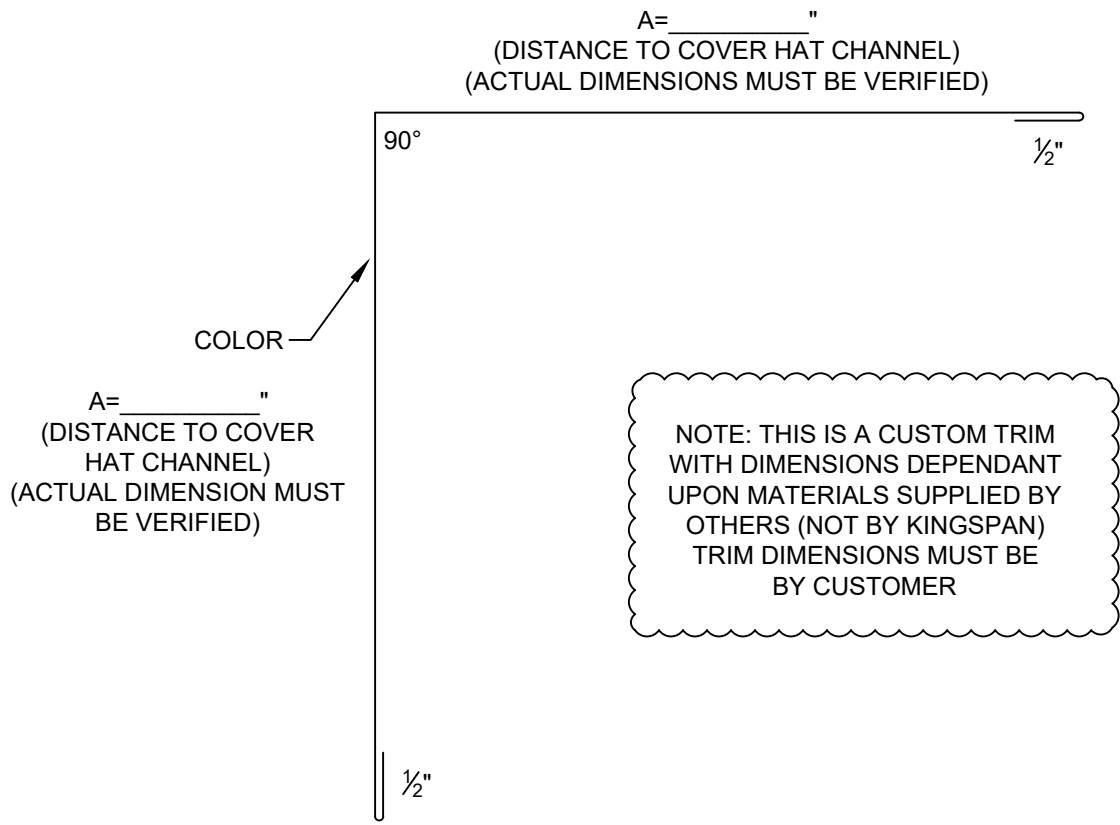 A=__________"
(DISTANCE TO COVER HAT CHANNEL)
(ACTUAL DIMENSIONS MUST BE VERIFIED)
90°
½"
COLOR
A=__________"
(DISTANCE TO COVER
HAT CHANNEL)
(ACTUAL DIMENSION MUST
BE VERIFIED)
NOTE: THIS IS A CUSTOM TRIM
WITH DIMENSIONS DEPENDANT
UPON MATERIALS SUPPLIED BY
OTHERS (NOT BY KINGSPAN)
TRIM DIMENSIONS MUST BE
BY CUSTOMER
½"